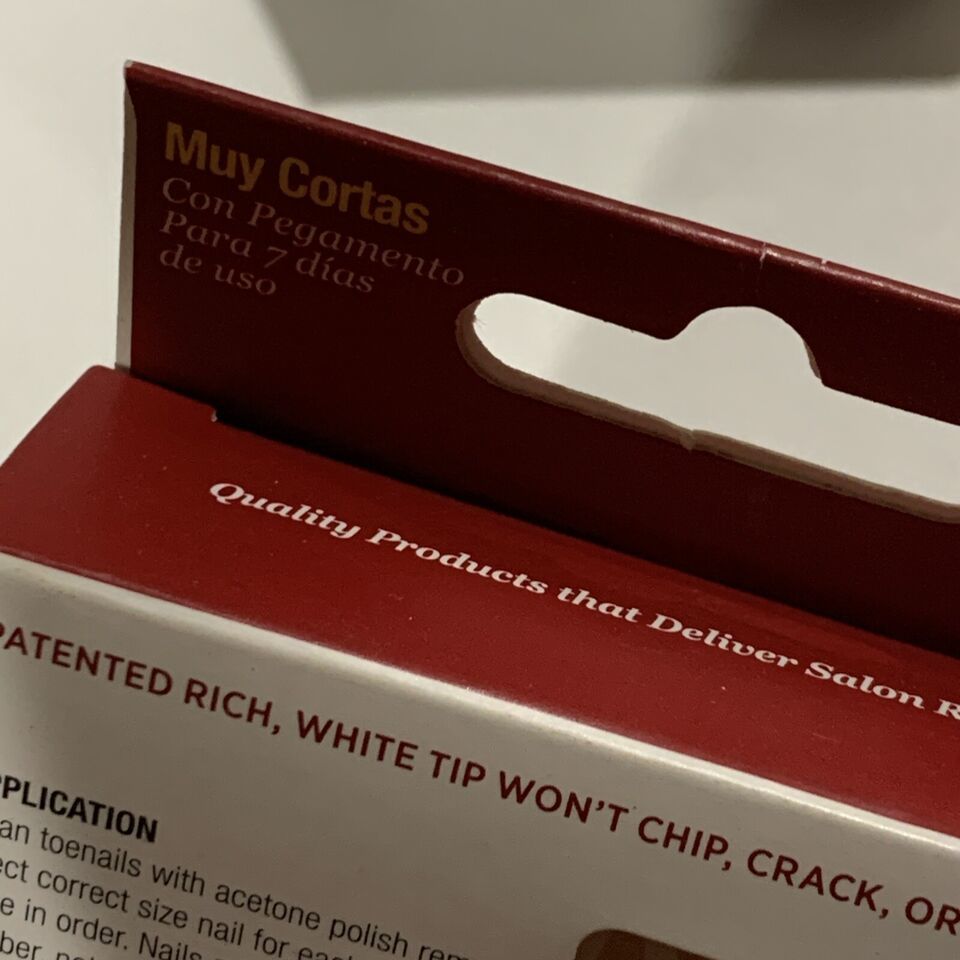 Muy Cortas
Con Pegamento
Para 7 días
de uso
Quality Products that Deliver Salon
PATENTED RICH, WHITE TIP WON'T CHIP, CRACK, OR
APPLICATION
toenails with acetone polish
correct size nail for
in order. Nails